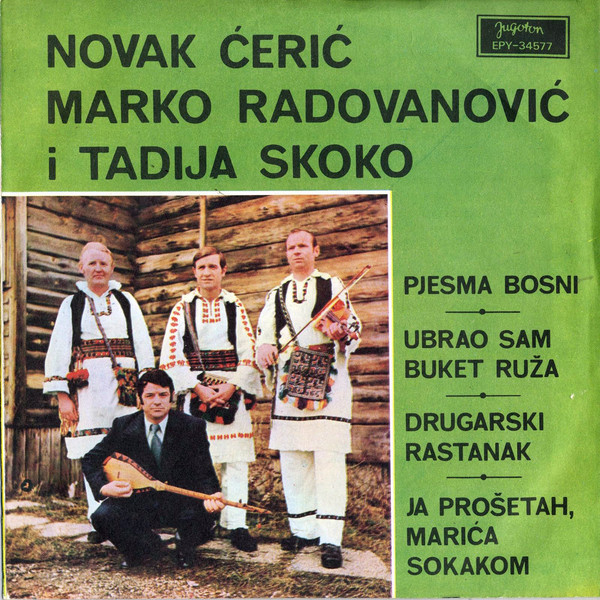 Jugoton
EPY-34577
NOVAK ĆERIĆ
MARKO RADOVANOVIĆ
i TADIJA SKOKO
PJESMA BOSNI
UBRAO SAM
BUKET RUŽA
DRUGARSKI
RASTANAK
JA PROŠETAH,
MARIĆA
SOKAKOM